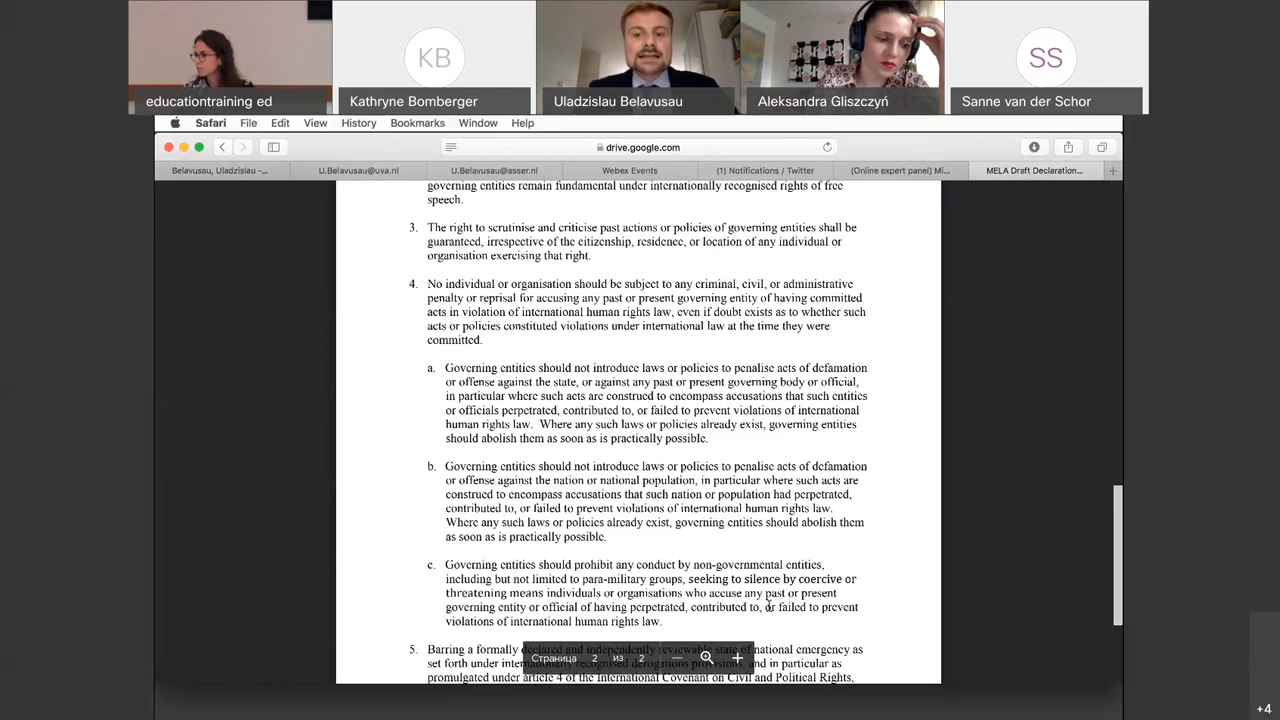 KB
SS
educationtraining ed
Kathryne Bomberger
Uladzislau Belavusau
Aleksandra Gliszczyń
Sanne van der Schor
Safari File Edit View History Bookmarks Window Help
drive.google.com
Belavusau, Uladizlau -... U.Belavusau@uva.nl U.Belavusau@asser.nl Webex Events (1) Notifications / Twitter [Online expert panel] Mi... MELA Draft Declaration...
governing entities remain fundamental under internationally recognised rights of free
speech.
3. The right to scrutinise and criticise past actions or policies of governing entities shall be
guaranteed, irrespective of the citizenship, residence, or location of any individual or
organisation exercising that right.
4. No individual or organisation should be subject to any criminal, civil, or administrative
penalty or reprisal for accusing any past or present governing entity of having committed
acts in violation of international human rights law, even if doubt exists as to whether such
acts or policies constituted violations under international law at the time they were
committed.
a. Governing entities should not introduce laws or policies to penalise acts of defamation
or offense against the state, or against any past or present governing body or official,
in particular where such acts are construed to encompass accusations that such entities
or officials perpetrated, contributed to, or failed to prevent violations of international
human rights law. Where any such laws or policies already exist, governing entities
should abolish them as soon as is practically possible.
b. Governing entities should not introduce laws or policies to penalise acts of defamation
or offense against the nation or national population, in particular where such acts are
construed to encompass accusations that such nation or population had perpetrated,
contributed to, or failed to prevent violations of international human rights law.
Where any such laws or policies already exist, governing entities should abolish them
as soon as is practically possible.
c. Governing entities should prohibit any conduct by non-governmental entities,
including but not limited to para-military groups, seeking to silence by coercive or
threatening means individuals or organisations who accuse any past or present
governing entity or official of having perpetrated, contributed to, or failed to prevent
violations of international human rights law.
5. Barring a formally declared and independently reviewable state of national emergency as
set forth under internationally recognised derogations provisions, and in particular as
promulgated under article 4 of the International Covenant on Civil and Political Rights,
Страница 2 из 2
+4